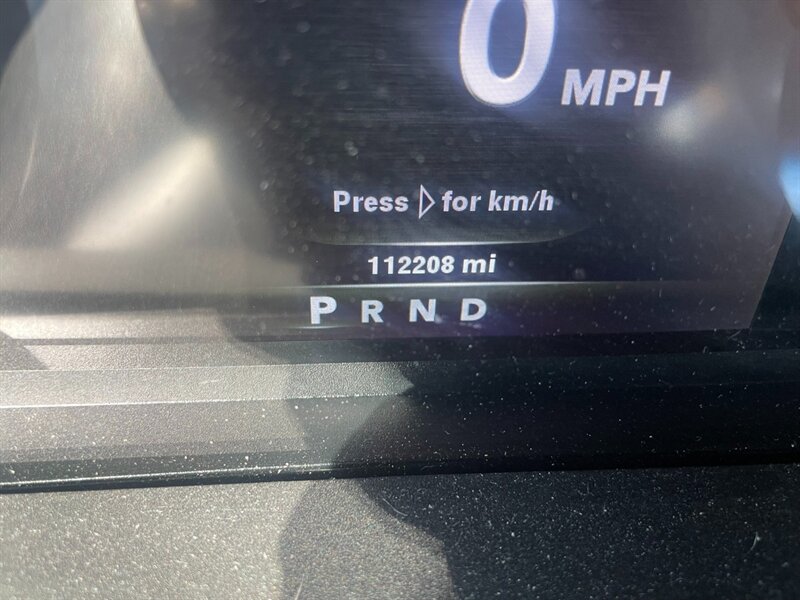 0 MPH
Press ▷ for km/h
112208 mi
P R N D